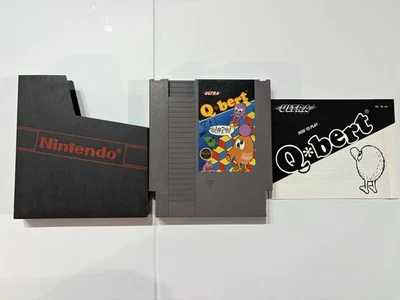 Nintendo®
ULTRA
Q*bert
ULTRA
HOW TO PLAY
Q*bert®